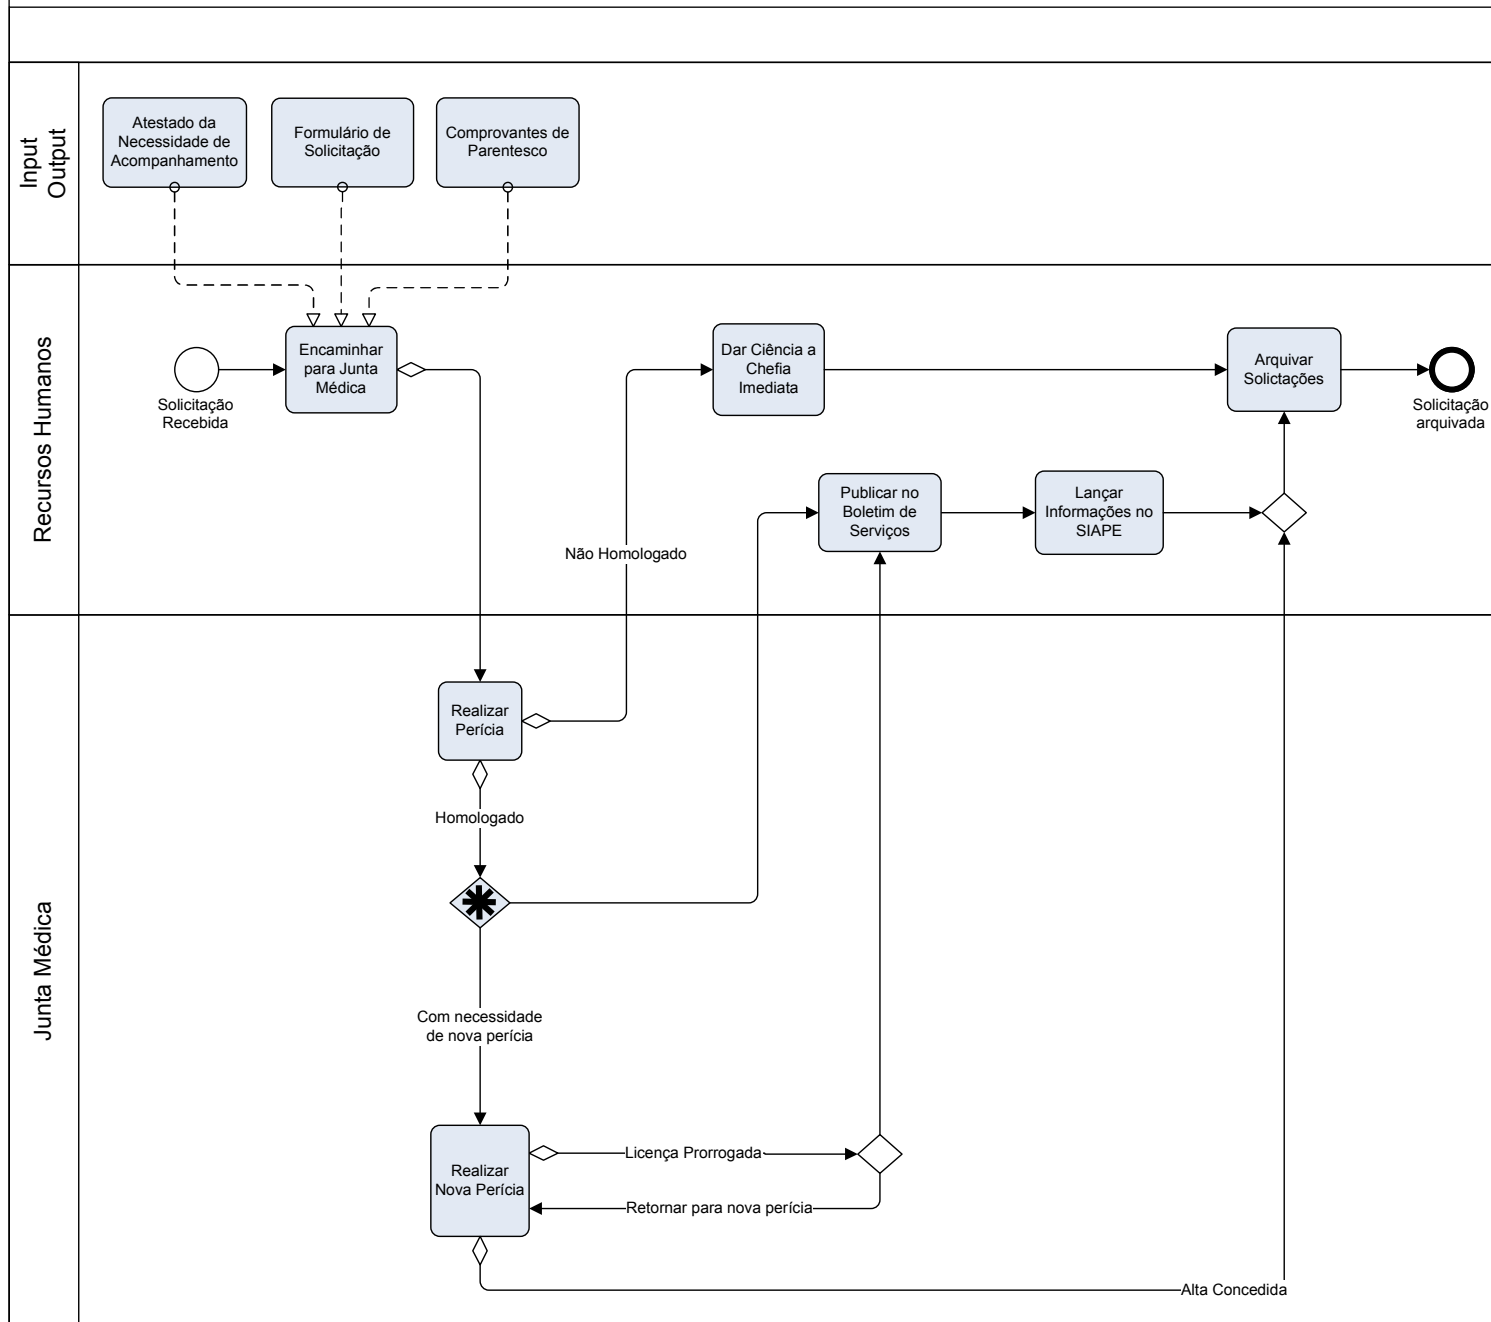 Input
Output
Atestado da
Necessidade de
Acompanhamento
Formulário de
Solicitação
Comprovantes de
Parentesco
Recursos Humanos
Solicitação
Recebida
Encaminhar
para Junta
Médica
Dar Ciência a
Chefia
Imediata
Arquivar
Solictações
Solicitação
arquivada
Publicar no
Boletim de
Serviços
Lançar
Informações no
SIAPE
Não Homologado
Junta Médica
Realizar
Perícia
Homologado
Com necessidade
de nova perícia
Realizar
Nova Perícia
Licença Prorrogada
Retornar para nova perícia
Alta Concedida